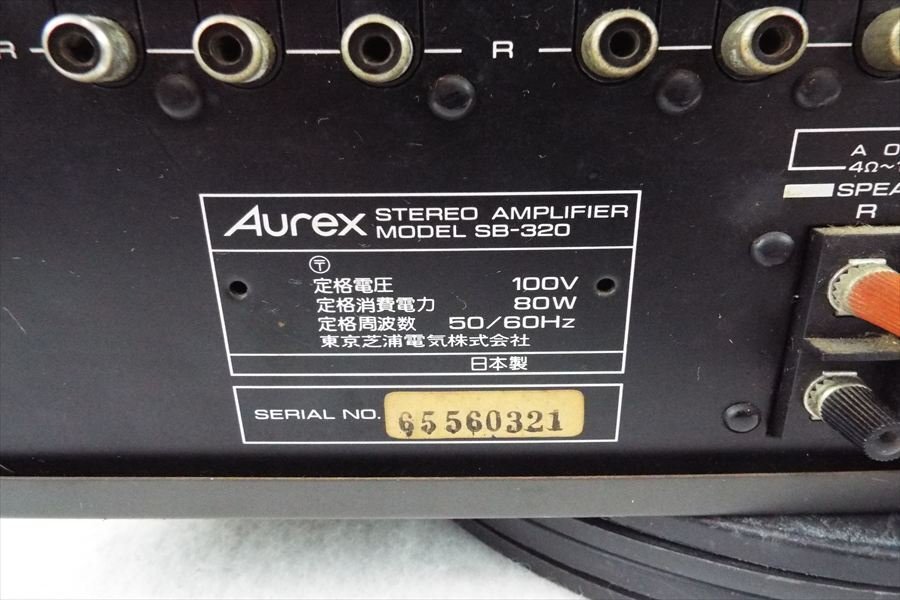 R
R
A O
4Ω~
SPEA
R
Aurex STEREO AMPLIFIER
MODEL SB-320
〒
定格電圧 100V
定格消費電力 80W
定格周波数 50/60Hz
東京芝浦電気株式会社
日本製
SERIAL NO. 65560321